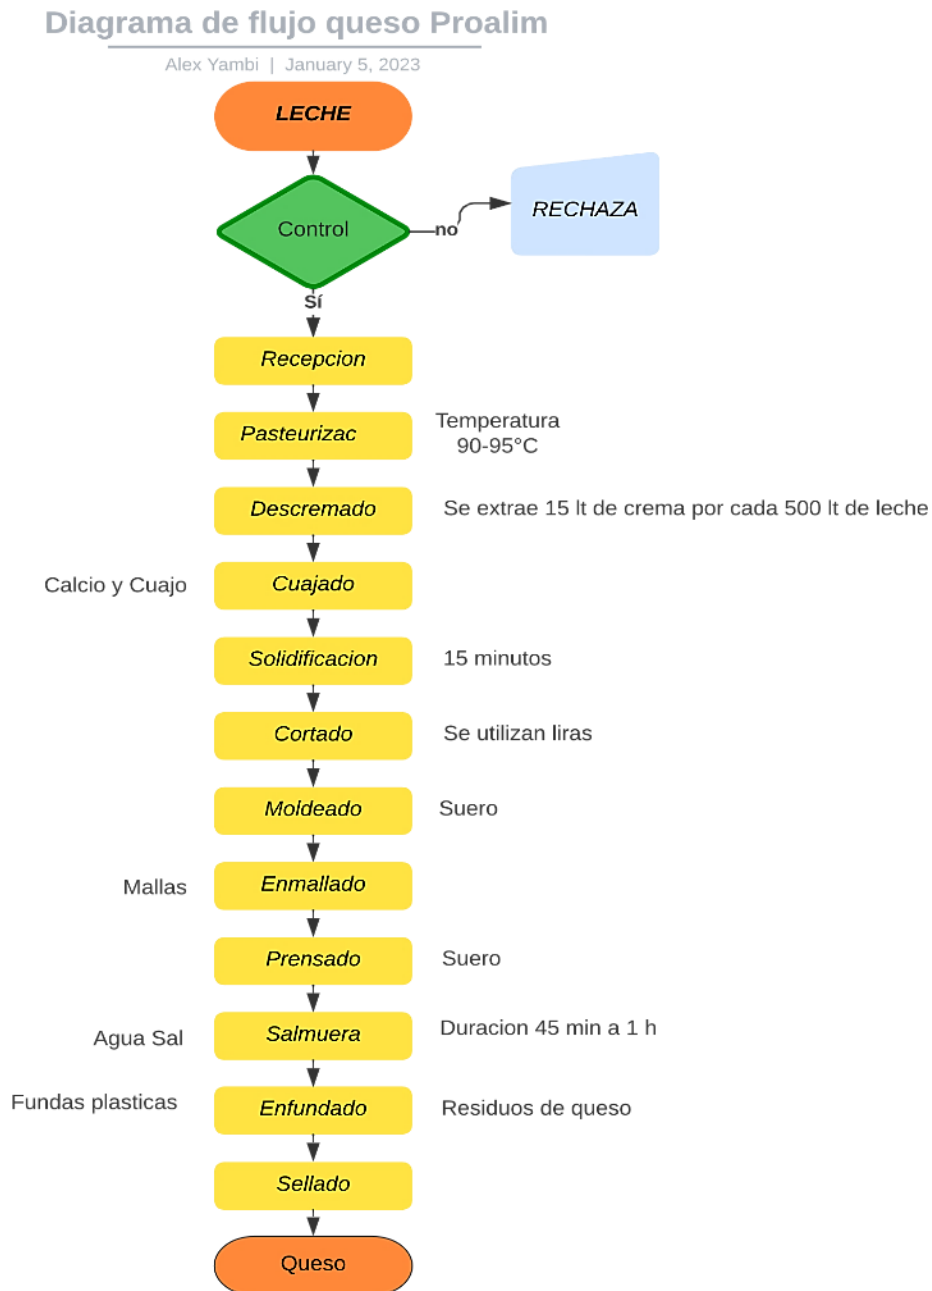 Diagrama de flujo queso Proalim
Alex Yambi | January 5, 2023
LECHE
Control
no
RECHAZA
Sí
Recepcion
Pasteurizac
Temperatura
90-95°C
Descremado
Se extrae 15 lt de crema por cada 500 lt de leche
Calcio y Cuajo
Cuajado
Solidificacion
15 minutos
Cortado
Se utilizan liras
Moldeado
Suero
Mallas
Enmallado
Prensado
Suero
Agua Sal
Salmuera
Duracion 45 min a 1 h
Fundas plasticas
Enfundado
Residuos de queso
Sellado
Queso